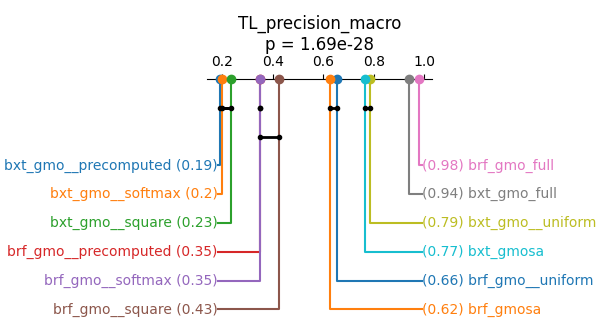 TL_precision_macro
p = 1.69e-28
0.2 0.4 0.6 0.8 1.0
bxt_gmo__precomputed (0.19) (0.98) brf_gmo_full
bxt_gmo__softmax (0.2) (0.94) bxt_gmo_full
bxt_gmo__square (0.23) (0.79) bxt_gmo__uniform
brf_gmo__precomputed (0.35) (0.77) bxt_gmosa
brf_gmo__softmax (0.35) (0.66) brf_gmo__uniform
brf_gmo__square (0.43) (0.62) brf_gmosa